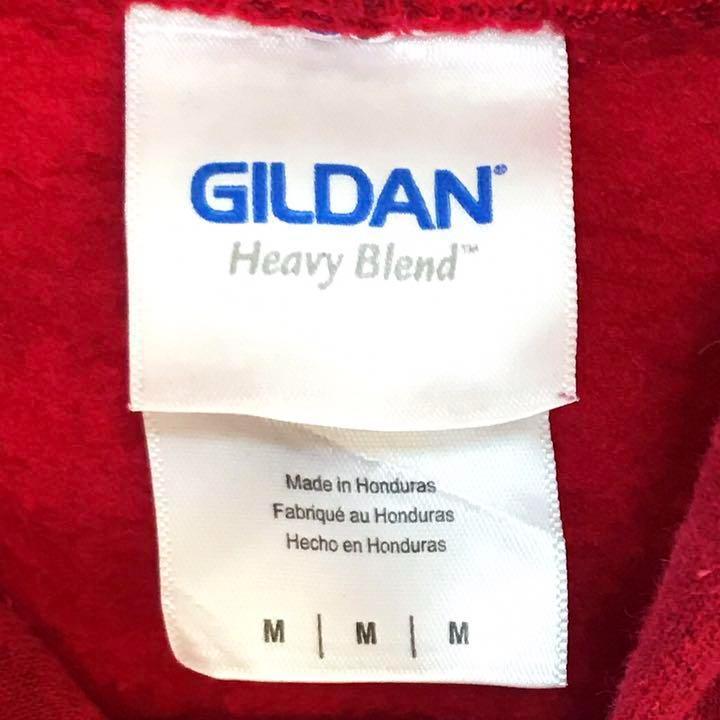 GILDAN®
Heavy Blend™
Made in Honduras
Fabriqué au Honduras
Hecho en Honduras
M | M | M